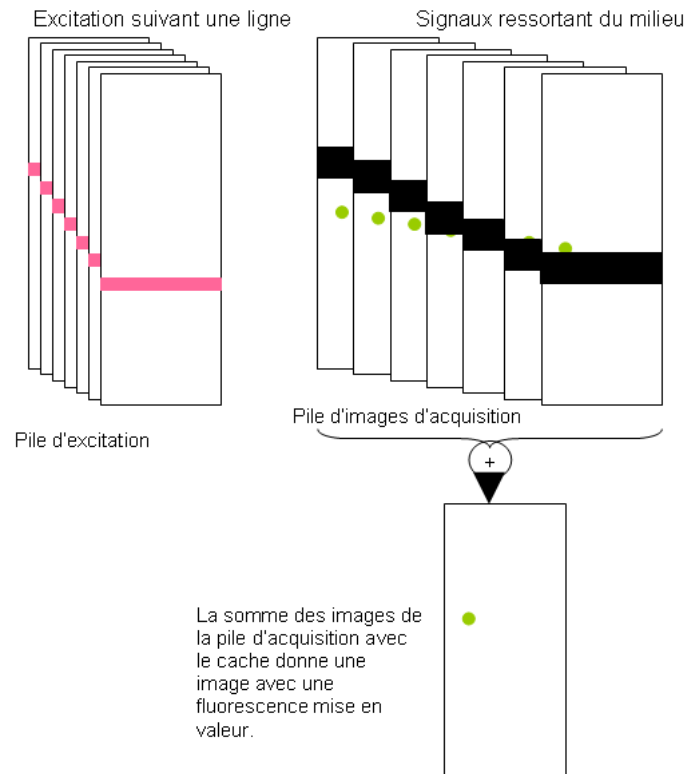 Excitation suivant une ligne
Signaux ressortant du milieu
Pile d'images d'acquisition
Pile d'excitation
+
La somme des images de
la pile d'acquisition avec
le cache donne une
image avec une
fluorescence mise en
valeur.